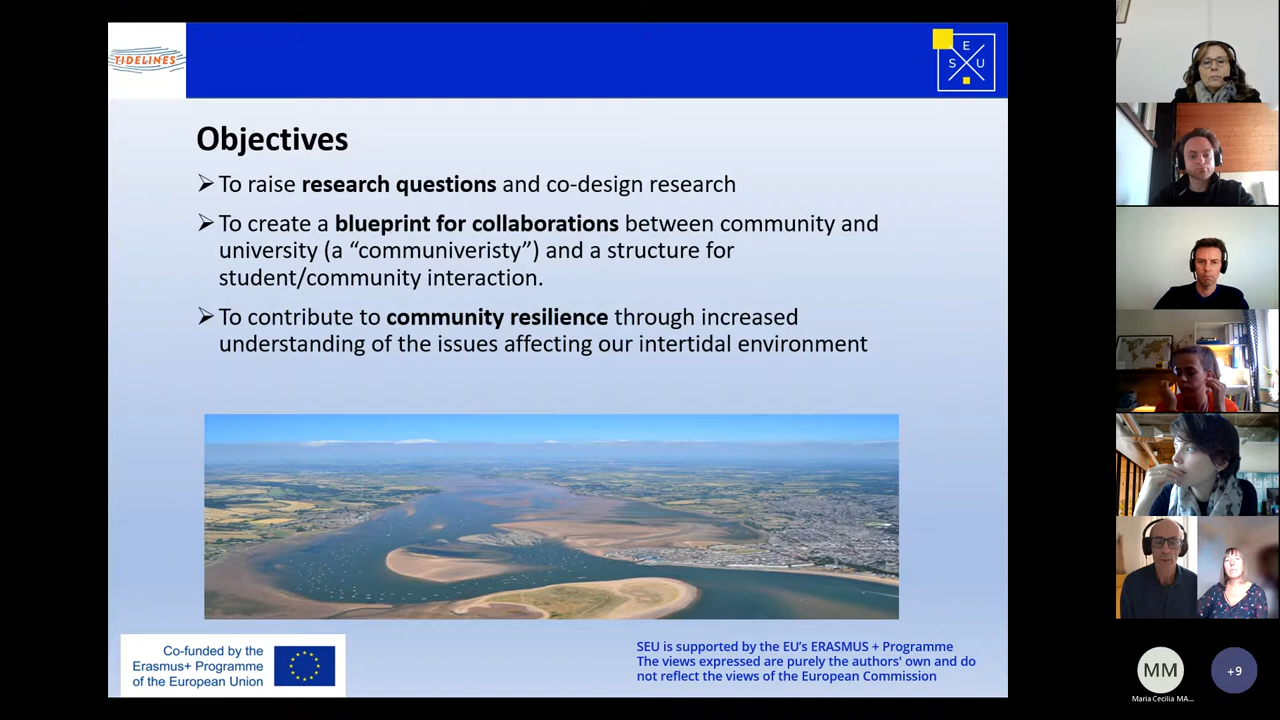 TIDELINES
E
S U
Objectives
➢ To raise research questions and co-design research
➢ To create a blueprint for collaborations between community and
university (a “communiveristy”) and a structure for
student/community interaction.
➢ To contribute to community resilience through increased
understanding of the issues affecting our intertidal environment
Co-funded by the
Erasmus+ Programme
of the European Union
SEU is supported by the EU’s ERASMUS + Programme
The views expressed are purely the authors' own and do
not reflect the views of the European Commission
MM
+9
Maria Cecilia MA...